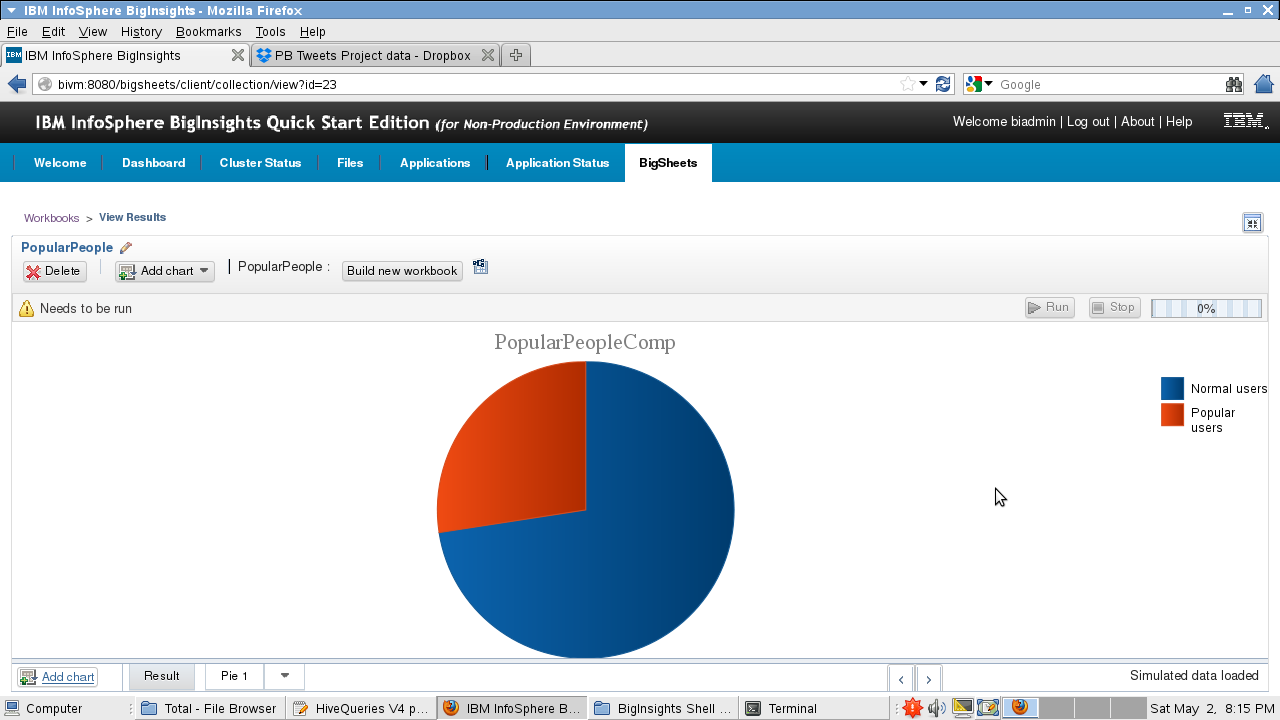 IBM InfoSphere BigInsights - Mozilla Firefox
File Edit View History Bookmarks Tools Help
IBM IBM InfoSphere BigInsights PB Tweets Project data - Dropbox
bivm:8080/bigsheets/client/collection/view?id=23 Google
IBM InfoSphere BigInsights Quick Start Edition (for Non-Production Environment) Welcome biadmin | Log out | About | Help IBM.
Welcome Dashboard Cluster Status Files Applications Application Status BigSheets
Workbooks > View Results
PopularPeople
Delete Add chart PopularPeople : Build new workbook
Needs to be run Run Stop 0%
PopularPeopleComp
Normal users
Popular
users
Add chart Result Pie 1 < > Simulated data loaded
Computer Total - File Browser HiveQueries V4 p... IBM InfoSphere B... BigInsights Shell ... Terminal Sat May 2, 8:15 PM